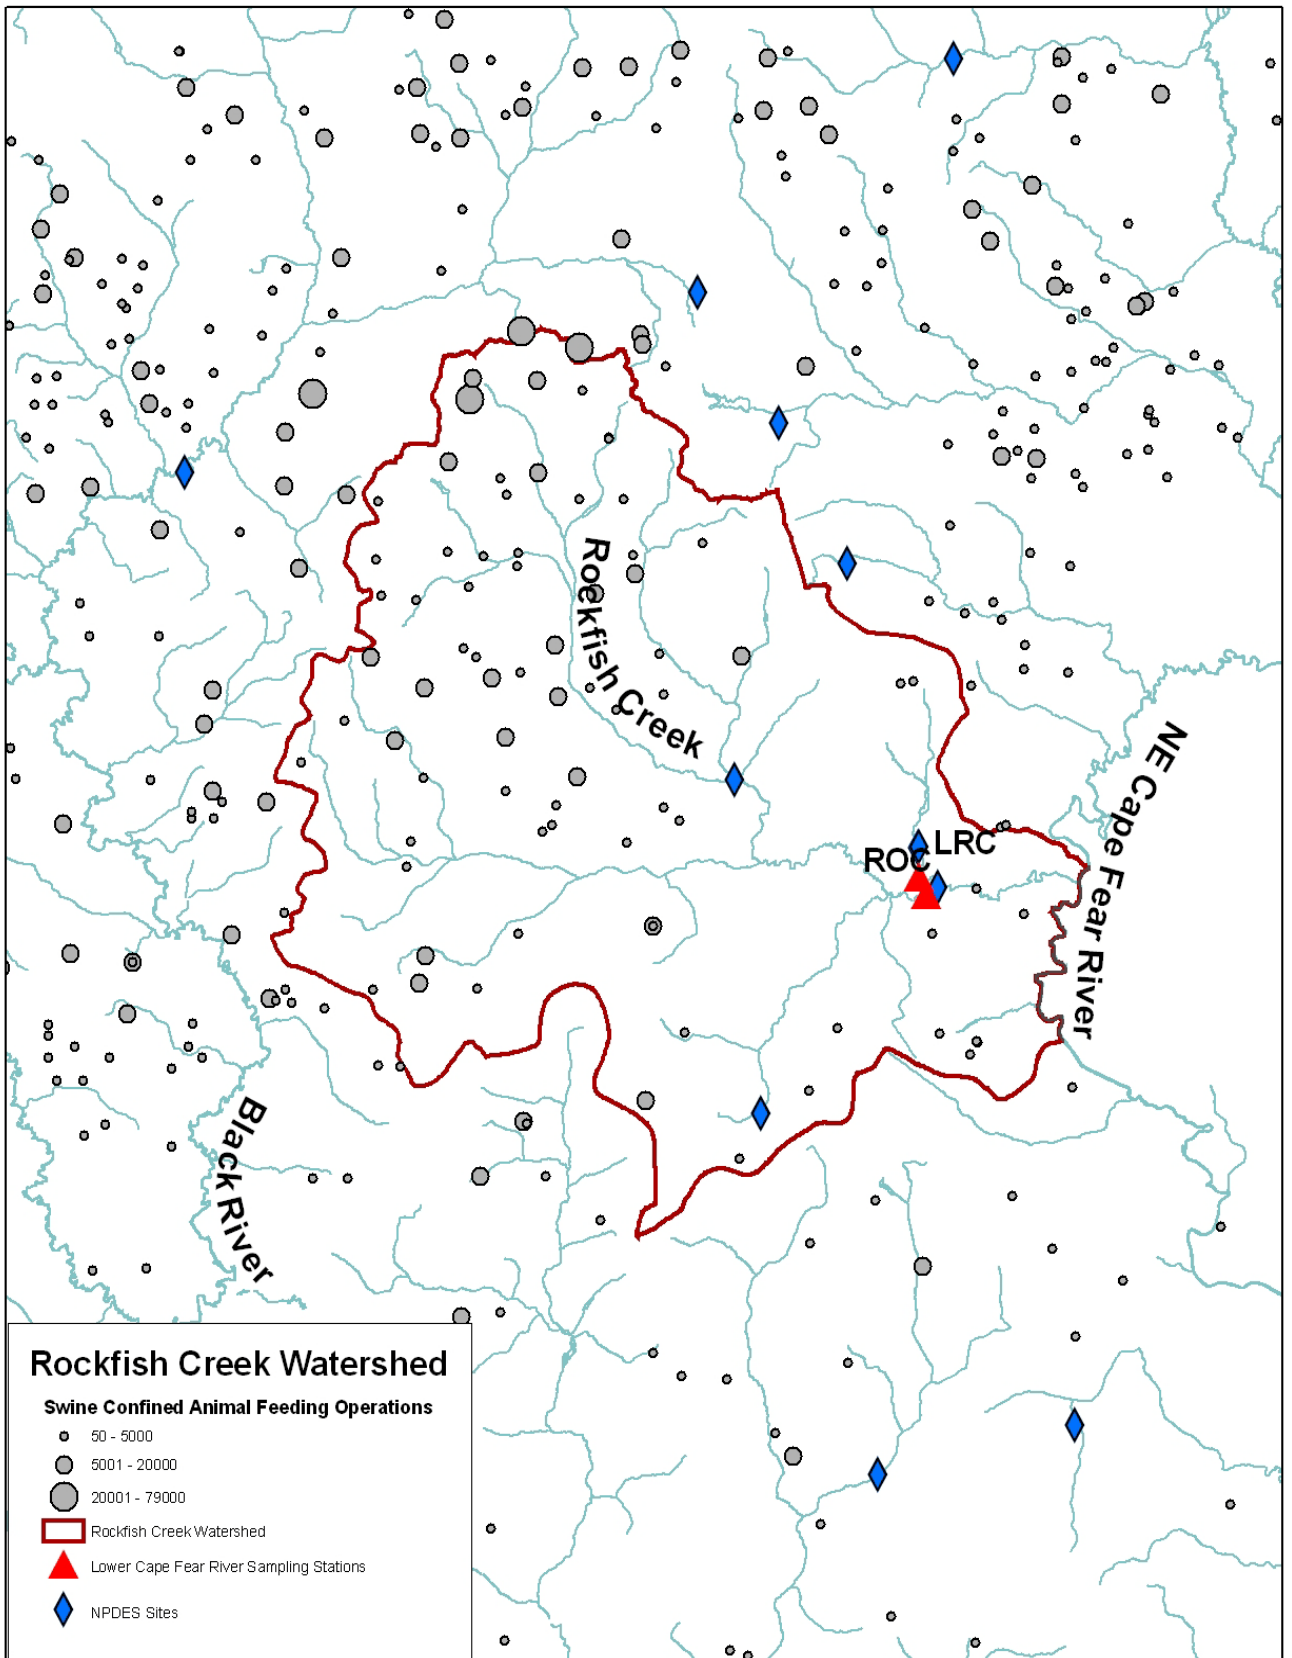 Rockfish Creek
LRC
ROC
NE Cape Fear River
Black River
Rockfish Creek Watershed
Swine Confined Animal Feeding Operations
50 - 5000
5001 - 20000
20001 - 79000
Rockfish Creek Watershed
Lower Cape Fear River Sampling Stations
NPDES Sites